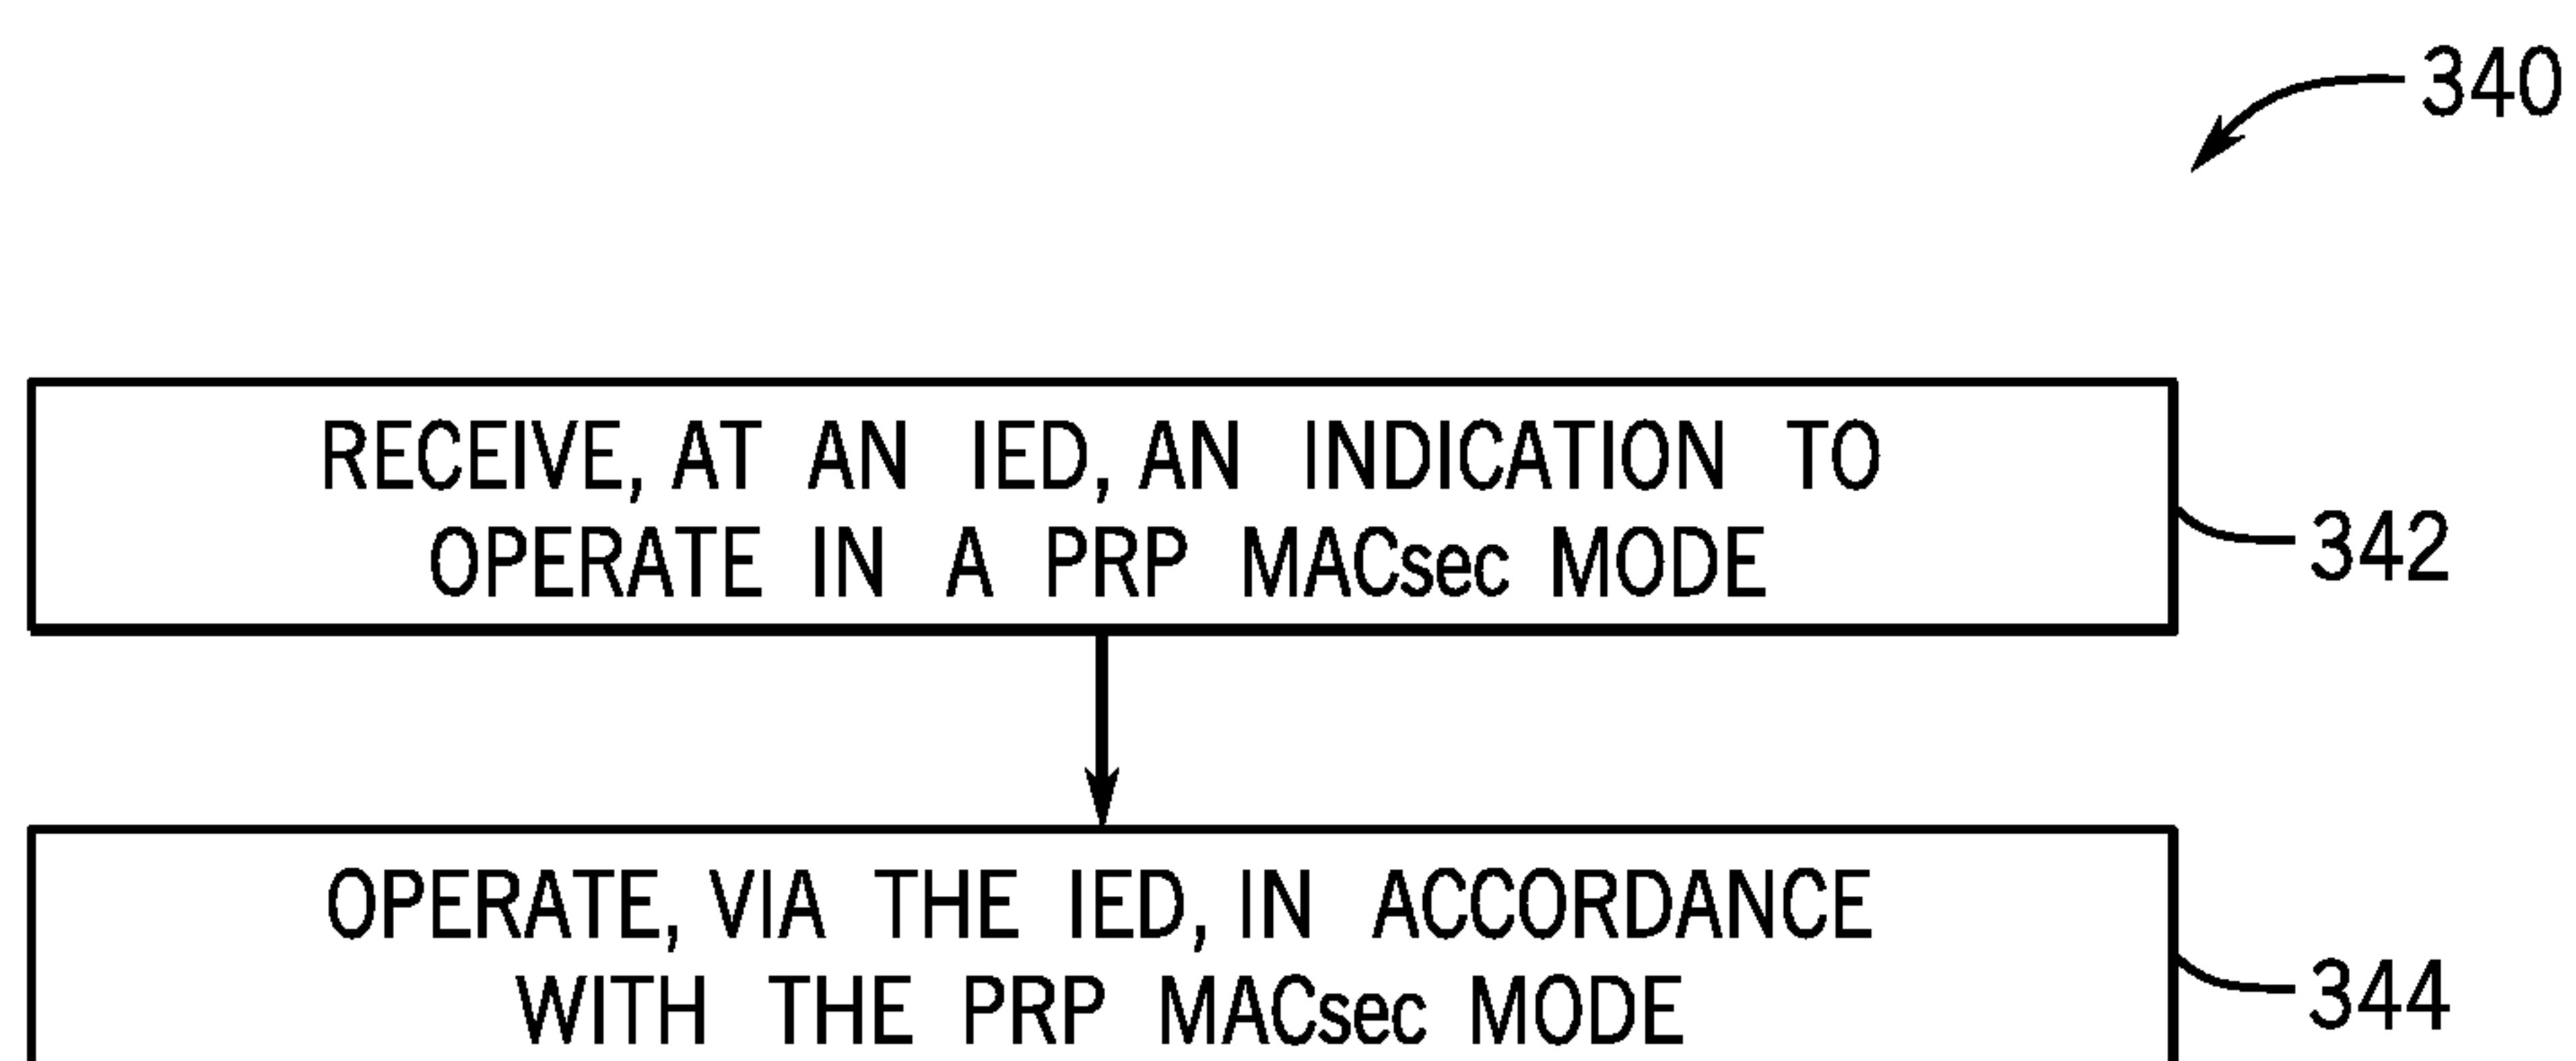 340
RECEIVE, AT AN IED, AN INDICATION TO
OPERATE IN A PRP MACsec MODE
342
OPERATE, VIA THE IED, IN ACCORDANCE
WITH THE PRP MACsec MODE
344